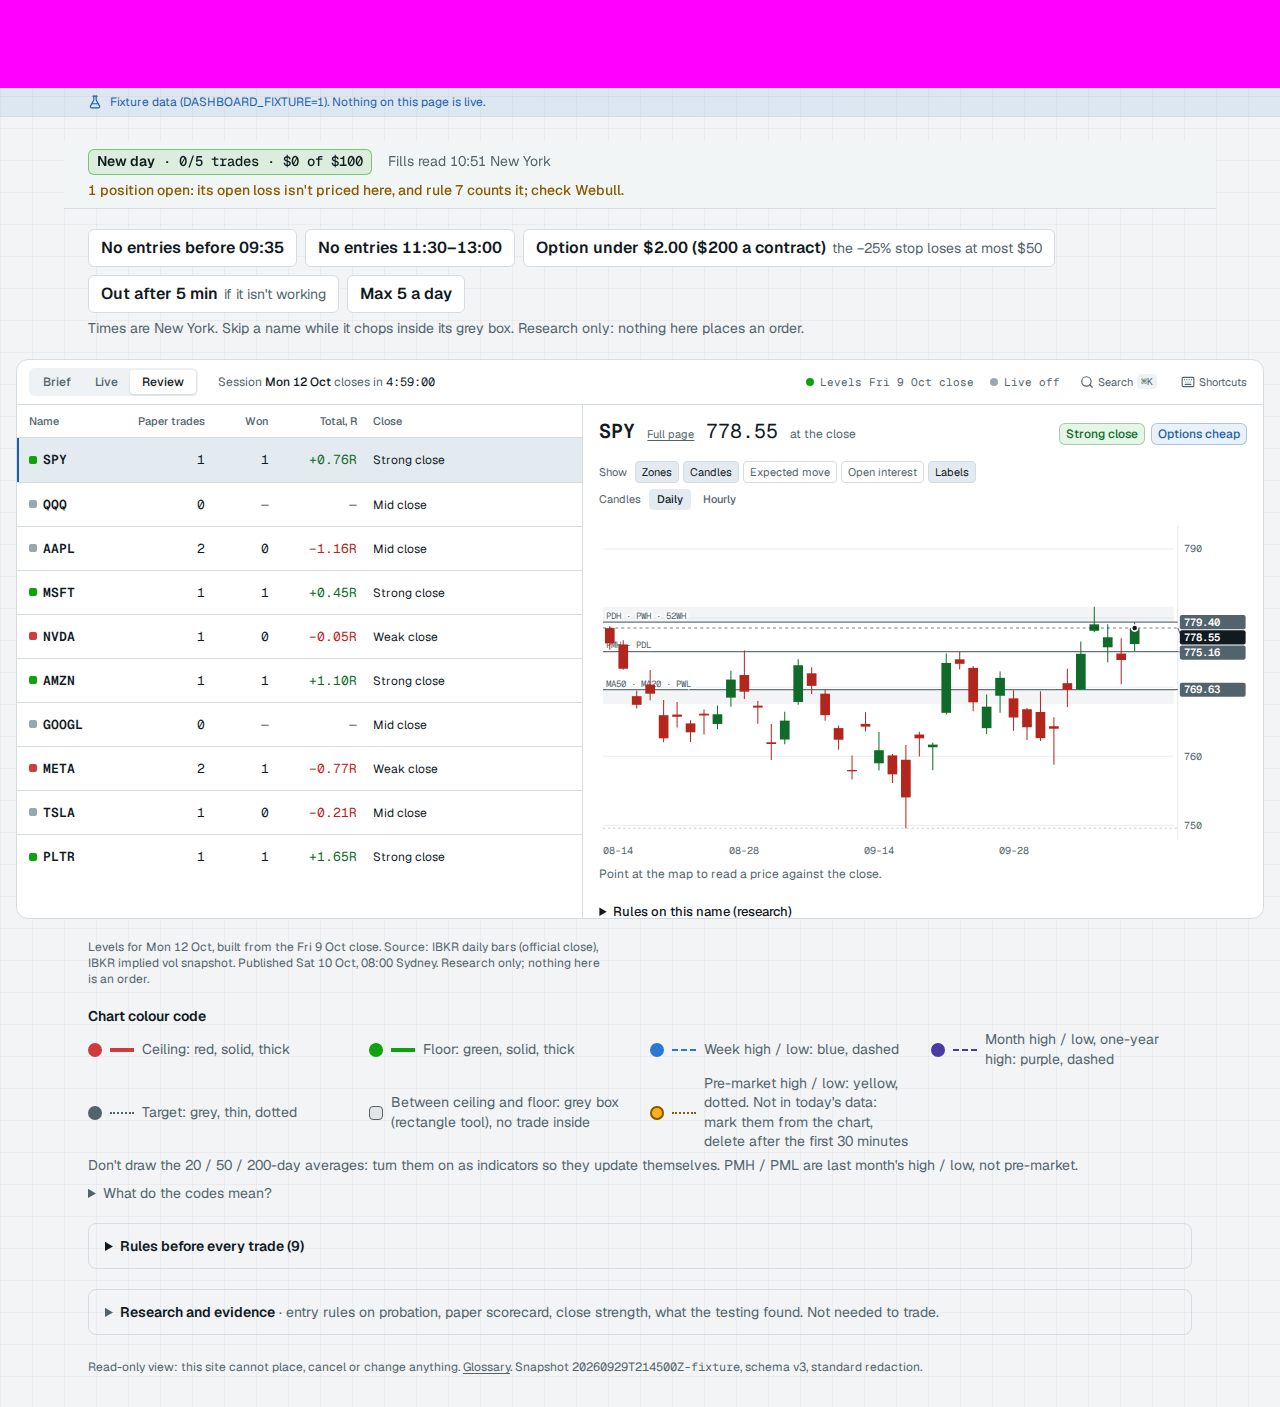 Fixture data (DASHBOARD_FIXTURE=1). Nothing on this page is live.
New day · 0/5 trades · $0 of $100
Fills read 10:51 New York
1 position open: its open loss isn't priced here, and rule 7 counts it; check Webull.
No entries before 09:35
No entries 11:30–13:00
Option under $2.00 ($200 a contract) the −25% stop loses at most $50
Out after 5 min if it isn't working
Max 5 a day
Times are New York. Skip a name while it chops inside its grey box. Research only: nothing here places an order.
Brief Live Review
Session Mon 12 Oct closes in 4:59:00
Levels Fri 9 Oct close
Live off
Search ⌘K
Shortcuts
Name Paper trades Won Total, R Close
SPY 1 1 +0.76R Strong close
QQQ 0 — — Mid close
AAPL 2 0 −1.16R Mid close
MSFT 1 1 +0.45R Strong close
NVDA 1 0 −0.05R Weak close
AMZN 1 1 +1.10R Strong close
GOOGL 0 — — Mid close
META 2 1 −0.77R Weak close
TSLA 1 0 −0.21R Mid close
PLTR 1 1 +1.65R Strong close
SPY Full page 778.55 at the close
Strong close Options cheap
Show Zones Candles Expected move Open interest Labels
Candles Daily Hourly
790
PDH · PWH · 52WH
779.40
778.55
· PDL
775.16
MA50 · MA20 · PWL
769.63
760
750
08-14 08-28 09-14 09-28
Point at the map to read a price against the close.
Rules on this name (research)
Levels for Mon 12 Oct, built from the Fri 9 Oct close. Source: IBKR daily bars (official close),
IBKR implied vol snapshot. Published Sat 10 Oct, 08:00 Sydney. Research only; nothing here
is an order.
Chart colour code
Ceiling: red, solid, thick
Floor: green, solid, thick
Week high / low: blue, dashed
Month high / low, one-year
high: purple, dashed
Target: grey, thin, dotted
Between ceiling and floor: grey box
(rectangle tool), no trade inside
Pre-market high / low: yellow,
dotted. Not in today's data:
mark them from the chart,
delete after the first 30 minutes
Don't draw the 20 / 50 / 200-day averages: turn them on as indicators so they update themselves. PMH / PML are last month's high / low, not pre-market.
What do the codes mean?
Rules before every trade (9)
Research and evidence · entry rules on probation, paper scorecard, close strength, what the testing found. Not needed to trade.
Read-only view: this site cannot place, cancel or change anything. Glossary. Snapshot 20260929T214500Z-fixture, schema v3, standard redaction.